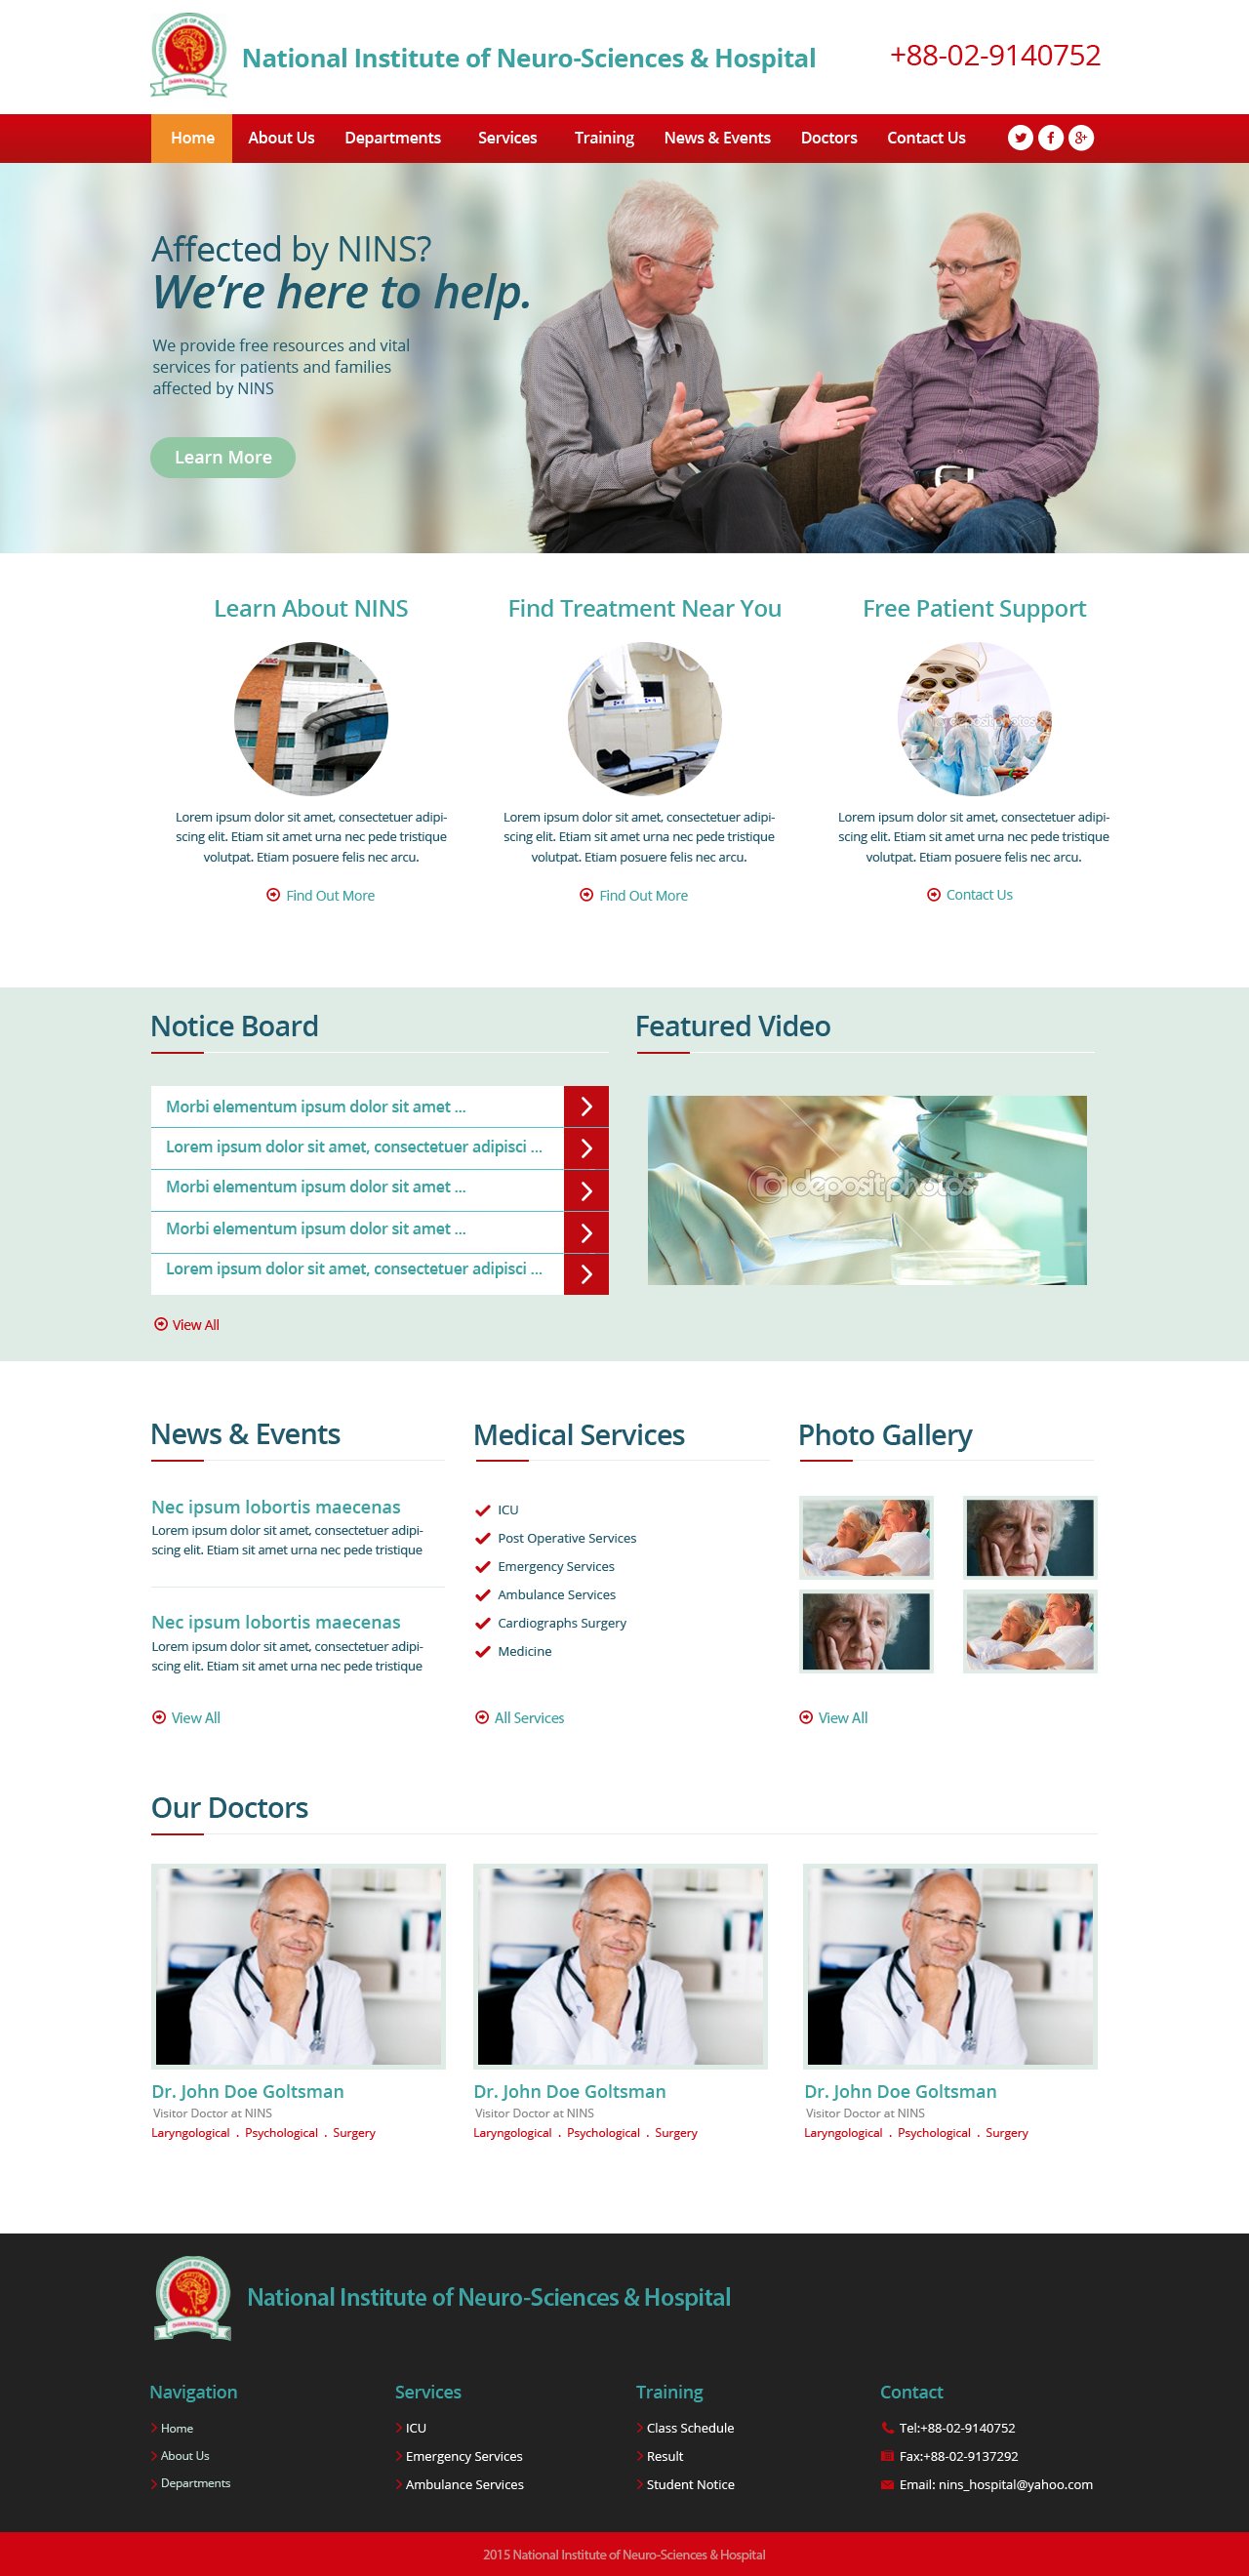 National Institute of Neuro-Sciences & Hospital
+88-02-9140752
Home About Us Departments Services Training News & Events Doctors Contact Us
Affected by NINS?
We're here to help.
We provide free resources and vital
services for patients and families
affected by NINS
Learn More
Learn About NINS
Lorem ipsum dolor sit amet, consectetuer adipi-
scing elit. Etiam sit amet urna nec pede tristique
volutpat. Etiam posuere felis nec arcu.
Find Out More
Find Treatment Near You
Lorem ipsum dolor sit amet, consectetuer adipi-
scing elit. Etiam sit amet urna nec pede tristique
volutpat. Etiam posuere felis nec arcu.
Find Out More
Free Patient Support
depositphotos
Lorem ipsum dolor sit amet, consectetuer adipi-
scing elit. Etiam sit amet urna nec pede tristique
volutpat. Etiam posuere felis nec arcu.
Contact Us
Notice Board
Morbi elementum ipsum dolor sit amet ...
Lorem ipsum dolor sit amet, consectetuer adipisci ...
Morbi elementum ipsum dolor sit amet ...
Morbi elementum ipsum dolor sit amet ...
Lorem ipsum dolor sit amet, consectetuer adipisci ...
View All
Featured Video
depositphotos
News & Events
Nec ipsum lobortis maecenas
Lorem ipsum dolor sit amet, consectetuer adipi-
scing elit. Etiam sit amet urna nec pede tristique
Nec ipsum lobortis maecenas
Lorem ipsum dolor sit amet, consectetuer adipi-
scing elit. Etiam sit amet urna nec pede tristique
View All
Medical Services
ICU
Post Operative Services
Emergency Services
Ambulance Services
Cardiographs Surgery
Medicine
All Services
Photo Gallery
View All
Our Doctors
Dr. John Doe Goltsman
Visitor Doctor at NINS
Laryngological . Psychological . Surgery
Dr. John Doe Goltsman
Visitor Doctor at NINS
Laryngological . Psychological . Surgery
Dr. John Doe Goltsman
Visitor Doctor at NINS
Laryngological . Psychological . Surgery
National Institute of Neuro-Sciences & Hospital
Navigation
Home
About Us
Departments
Services
ICU
Emergency Services
Ambulance Services
Training
Class Schedule
Result
Student Notice
Contact
Tel:+88-02-9140752
Fax:+88-02-9137292
Email: nins_hospital@yahoo.com
2015 National Institute of Neuro-Sciences & Hospital